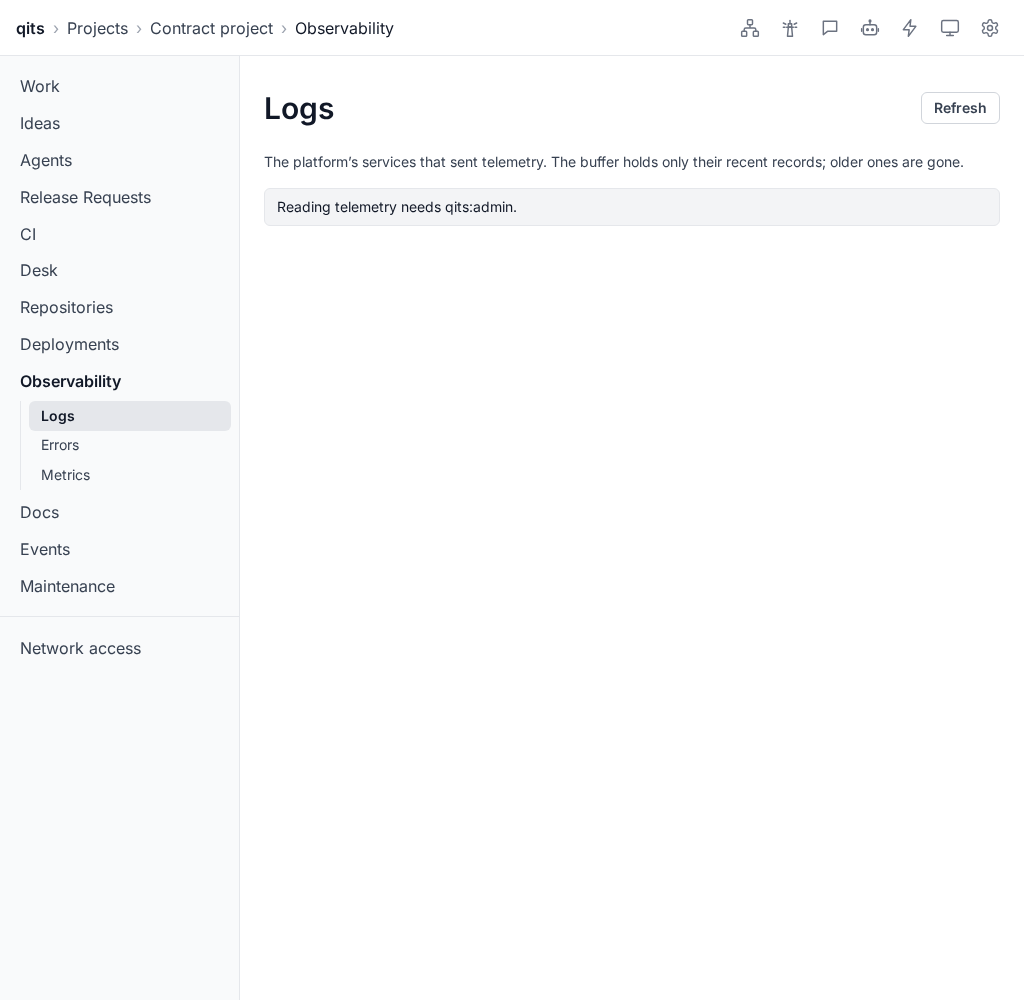 qits › Projects › Contract project › Observability
Work
Ideas
Agents
Release Requests
CI
Desk
Repositories
Deployments
Observability
Logs
Errors
Metrics
Docs
Events
Maintenance
Network access
Logs
Refresh
The platform’s services that sent telemetry. The buffer holds only their recent records; older ones are gone.
Reading telemetry needs qits:admin.